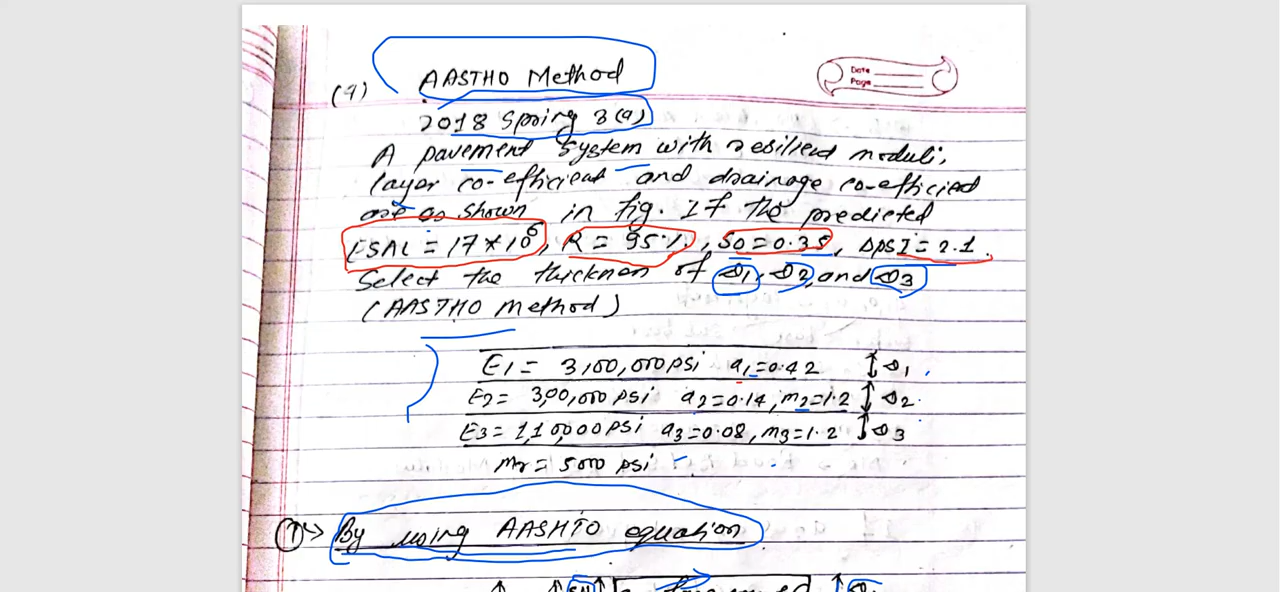 (9)
AASTHO Method
Date
Page
2018 Spring 3(a)
A pavement system with resilient moduli,
layer co-efficient and drainage co-efficient
are as shown in fig. If the predicted
ESAL = 17*10⁶, R = 95%, S0 = 0.35, ΔPSI = 2.1.
Select the thickness of D1, D2, and D3
(AASTHO method)
E1 = 3,100,000 psi a1=0.42 D1
E2 = 300,000 psi a2=0.14, m2=1.2 D2
E3 = 1,10,000 psi a3=0.08, m3=1.2 D3
Mr = 5000 psi
① By using AASHTO equation